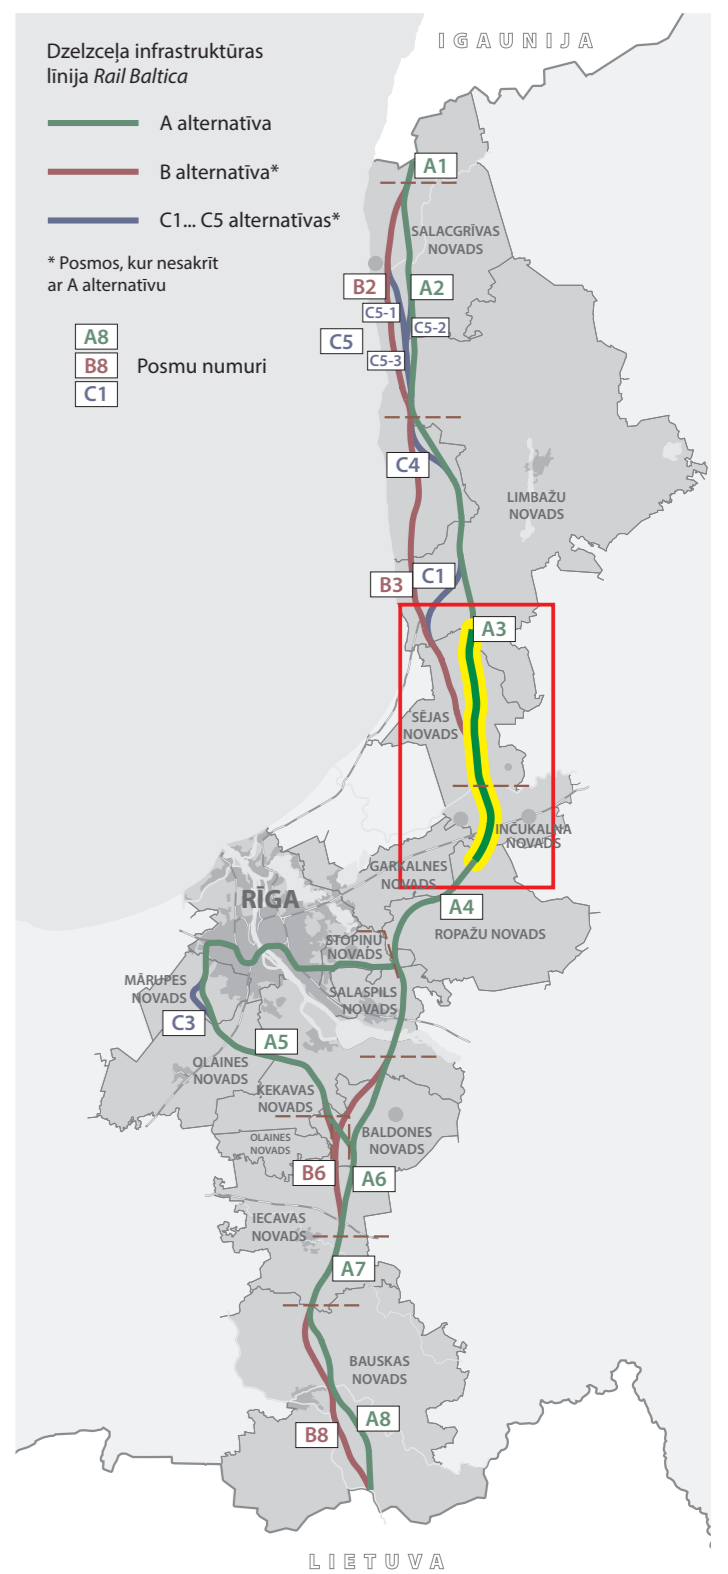 IGAUNIJA
Dzelzceļa infrastruktūras
līnija Rail Baltica
A alternatīva
B alternatīva*
C1... C5 alternatīvas*
* Posmos, kur nesakrīt
ar A alternatīvu
A8
B8
C1
Posmu numuri
A1
SALACGRĪVAS
NOVADS
B2
A2
C5-1
C5-2
C5
C5-3
C4
LIMBAŽU
NOVADS
C1
B3
A3
SĒJAS
NOVADS
INČUKALNA
NOVADS
GARKALNES
NOVADS
RĪGA
A4
ROPAŽU NOVADS
STOPIŅU
NOVADS
MĀRUPES
NOVADS
SALASPILS
NOVADS
C3
A5
OLAINES
NOVADS
ĶEKAVAS
NOVADS
OLAINES
NOVADS
BALDONES
NOVADS
B6
A6
IECAVAS
NOVADS
A7
BAUSKAS
NOVADS
A8
B8
LIETUVA